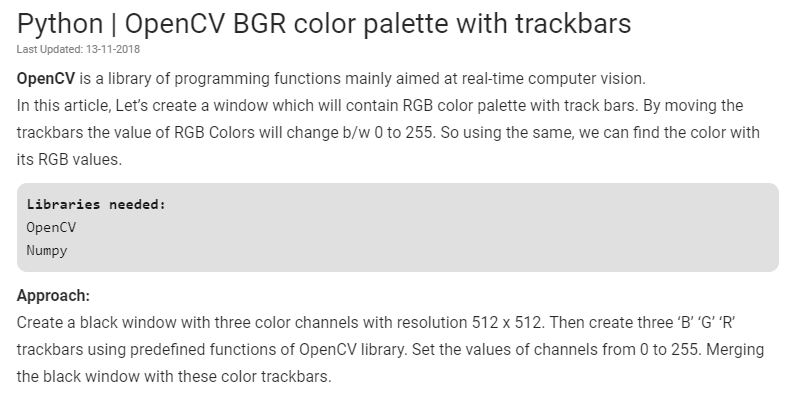 Python | OpenCV BGR color palette with trackbars
Last Updated: 13-11-2018
OpenCV is a library of programming functions mainly aimed at real-time computer vision.
In this article, Let’s create a window which will contain RGB color palette with track bars. By moving the
trackbars the value of RGB Colors will change b/w 0 to 255. So using the same, we can find the color with
its RGB values.
Libraries needed:
OpenCV
Numpy
Approach:
Create a black window with three color channels with resolution 512 x 512. Then create three ‘B’ ‘G’ ‘R’
trackbars using predefined functions of OpenCV library. Set the values of channels from 0 to 255. Merging
the black window with these color trackbars.